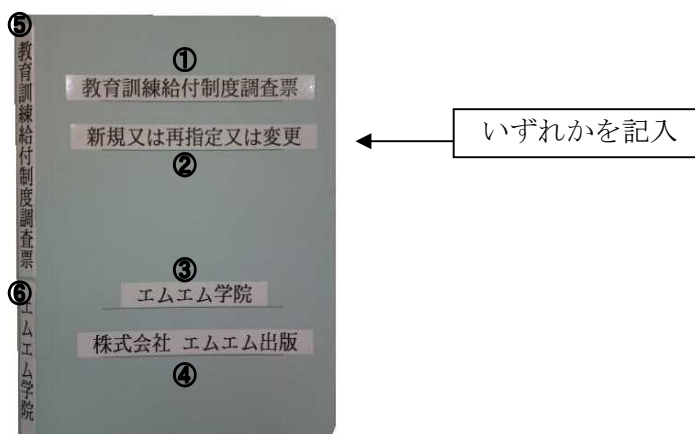 ⑤
教育訓練給付制度調査票
①
教育訓練給付制度調査票
新規又は再指定又は変更
②
いずれかを記入
③
エムエム学院
⑥
エムエム学院
株式会社 エムエム出版
④